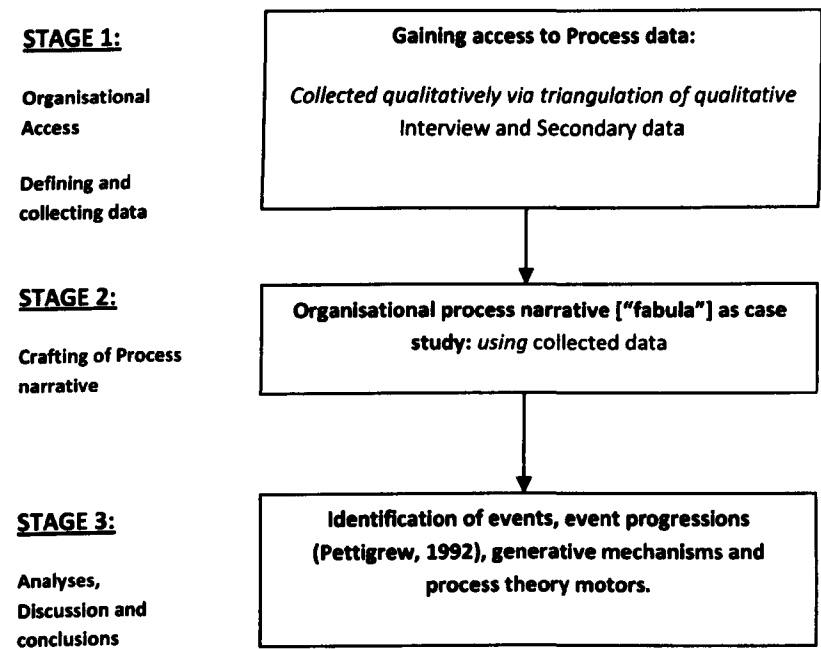 STAGE 1:
Organisational
Access
Defining and
collecting data
Gaining access to Process data:
Collected qualitatively via triangulation of qualitative
Interview and Secondary data
STAGE 2:
Crafting of Process
narrative
Organisational process narrative ["fabula"] as case
study: using collected data
STAGE 3:
Analyses,
Discussion and
conclusions
Identification of events, event progressions
(Pettigrew, 1992), generative mechanisms and
process theory motors.